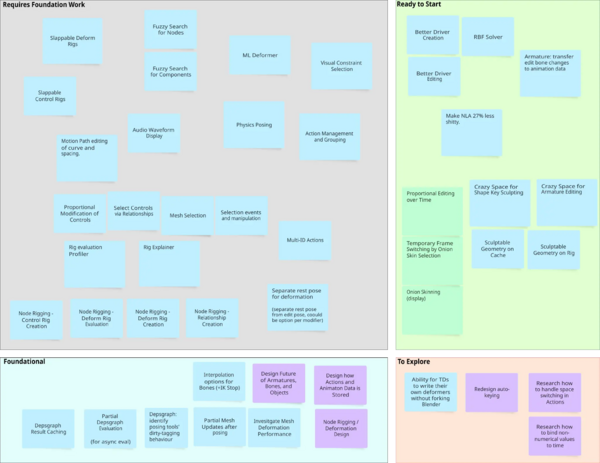 Requires Foundation Work
Slappable Deform
Rigs
Fuzzy Search
for Nodes
Fuzzy Search
for Components
ML Deformer
Visual Constraint
Selection
Slappable
Control Rigs
Audio Waveform
Display
Physics Posing
Action Management
and Grouping
Motion Path editing
of curve and
spacing.
Proportional
Modification of
Controls
Select Controls
via Relationships
Mesh Selection
Selection events
and manipulation
Multi-ID Actions
Rig evaluation
Profiler
Rig Explainer
Separate rest pose
for deformation
(separate rest pose
from edit pose, could
be option per modifier)
Node Rigging -
Control Rig
Creation
Node Rigging -
Deform Rig
Evaluation
Node Rigging -
Deform Rig
Creation
Node Rigging -
Relationship
Creation
Ready to Start
Better Driver
Creation
RBF Solver
Better Driver
Editing
Armature: transfer
edit bone changes
to animation data
Make NLA 27% less
shitty.
Proportional Editing
over Time
Crazy Space for
Shape Key Sculpting
Crazy Space for
Armature Editing
Temporary Frame
Switching by Onion
Skin Selection
Sculptable
Geometry on
Cache
Sculptable
Geometry on Rig
Onion Skinning
(display)
Foundational
Interpolation
options for
Bones (~IK Stop)
Design Future
of Armatures,
Bones, and
Objects
Design how
Actions and
Animation Data is
Stored
Depsgraph
Result Caching
Partial
Depsgraph
Evaluation
(for async eval)
Depsgraph:
identify
posing tools'
dirty-tagging
behaviour
Partial Mesh
Updates after
posing
Investigate Mesh
Deformation
Performance
Node Rigging /
Deformation
Design
To Explore
Ability for TDs
to write their
own deformers
without forking
Blender
Redesign auto-
keying
Research how
to handle space
switching in
Actions
Research how
to bind non-
numerical values
to time